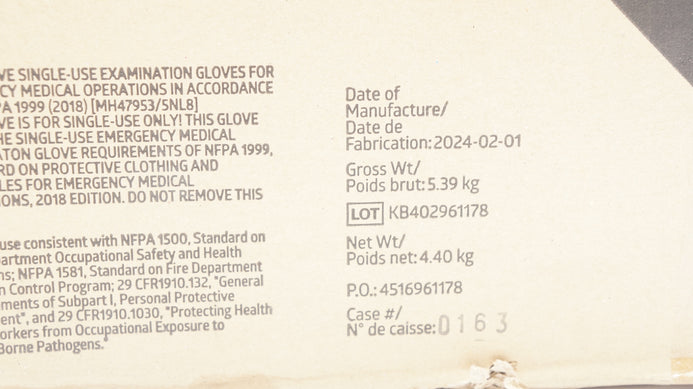 VE SINGLE-USE EXAMINATION GLOVES FOR
CY MEDICAL OPERATIONS IN ACCORDANCE
PA 1999 (2018) [MH47953/5NL8]
VE IS FOR SINGLE-USE ONLY! THIS GLOVE
HE SINGLE-USE EMERGENCY MEDICAL
ATON GLOVE REQUIREMENTS OF NFPA 1999,
RD ON PROTECTIVE CLOTHING AND
LES FOR EMERGENCY MEDICAL
ONS, 2018 EDITION. DO NOT REMOVE THIS
use consistent with NFPA 1500, Standard on
artment Occupational Safety and Health
ns; NFPA 1581, Standard on Fire Department
n Control Program; 29 CFR1910.132, "General
ments of Subpart I, Personal Protective
ent", and 29 CFR1910.1030, "Protecting Health
orkers from Occupational Exposure to
Borne Pathogens."
Date of
Manufacture/
Date de
Fabrication: 2024-02-01
Gross Wt/
Poids brut: 5.39 kg
LOT KB402961178
Net Wt/
Poids net: 4.40 kg
P.O.: 4516961178
Case #/
N° de caisse: 0163